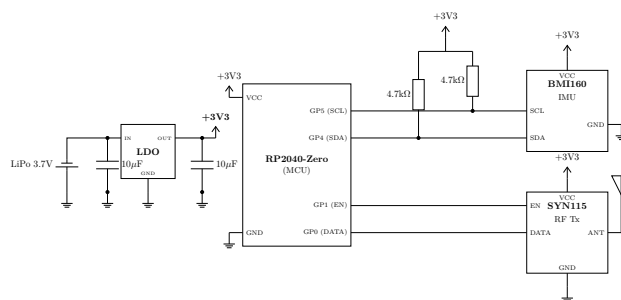 +3V3
+3V3
+3V3
VCC
4.7kΩ
4.7kΩ
VCC
BMI160
IMU
GP5 (SCL)
SCL
+3V3
GND
IN
OUT
GP4 (SDA)
SDA
LDO
RP2040-Zero
+3V3
LiPo 3.7V
10µF
10µF
(MCU)
GND
VCC
GP1 (EN)
EN
SYN115
RF Tx
GND
GP0 (DATA)
DATA
ANT
GND